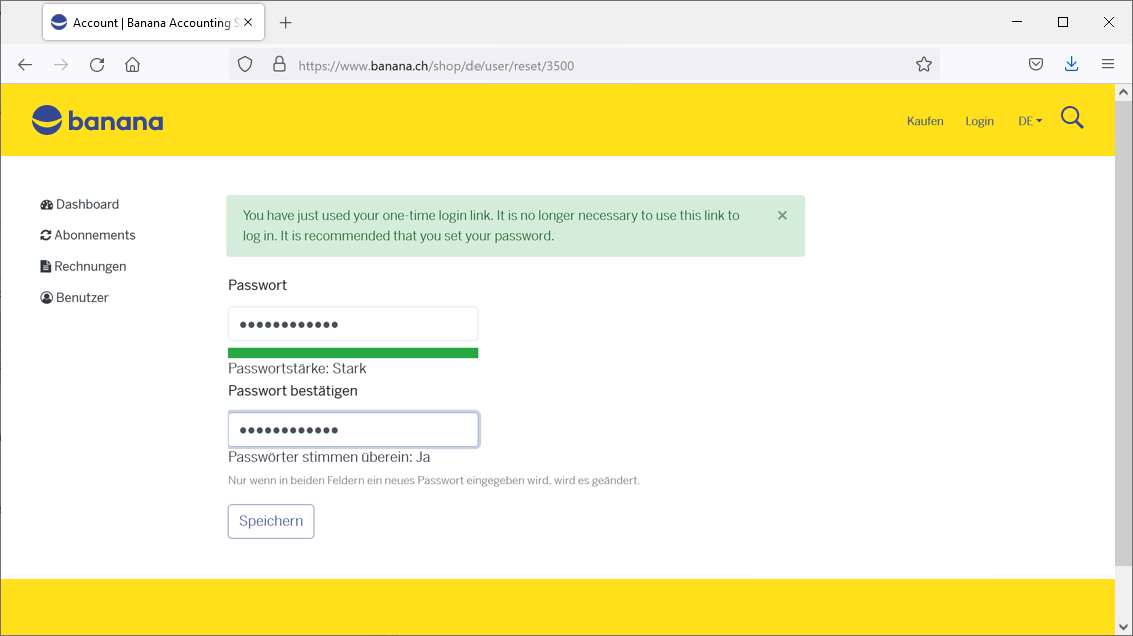 Account | Banana Accounting S
https://www.banana.ch/shop/de/user/reset/3500
banana
Kaufen
Login
DE
Dashboard
Abonnements
Rechnungen
Benutzer
You have just used your one-time login link. It is no longer necessary to use this link to
log in. It is recommended that you set your password.
Passwort
Passwortstärke: Stark
Passwort bestätigen
Passwörter stimmen überein: Ja
Nur wenn in beiden Feldern ein neues Passwort eingegeben wird, wird es geändert.
Speichern